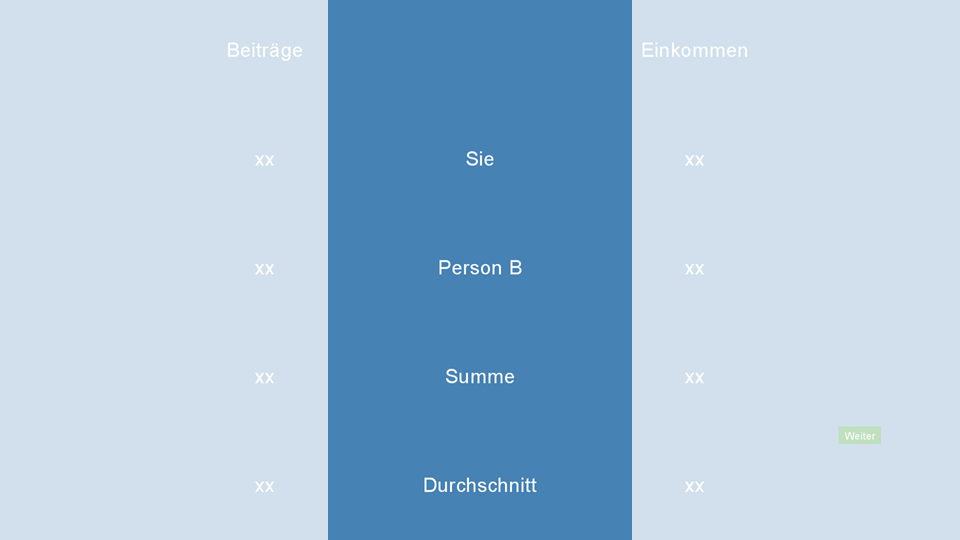 Beiträge Einkommen
xx Sie xx
xx Person B xx
xx Summe xx
Weiter
xx Durchschnitt xx